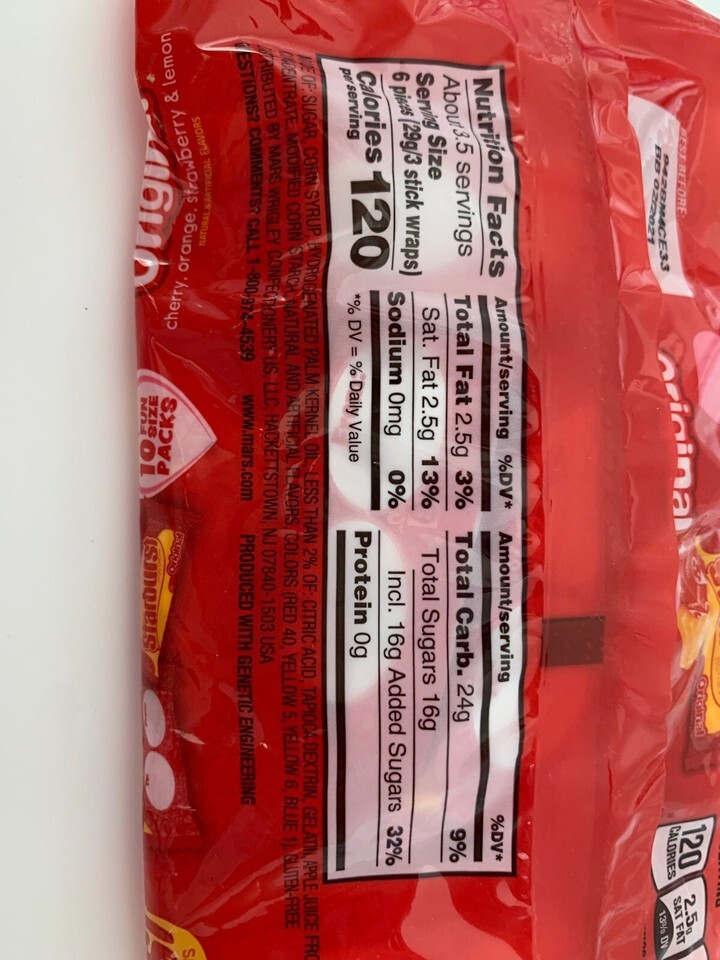 BEST BEFORE:
942BM4CE33
BB 02/2021
original
Original
120
CALORIES
2.5g
SAT FAT
13% DV
Nutrition Facts
About 3.5 servings
Serving Size
6 pieces (29g/3 stick wraps)
Calories 120
per serving
Amount/serving %DV*
Total Fat 2.5g 3%
Sat. Fat 2.5g 13%
Sodium 0mg 0%
*% DV = % Daily Value
Amount/serving %DV*
Total Carb. 24g 9%
Total Sugars 16g
Incl. 16g Added Sugars 32%
Protein 0g
OF: SUGAR, CORN SYRUP, HYDROGENATED PALM KERNEL OIL; LESS THAN 2% OF: CITRIC ACID, TAPIOCA DEXTRIN, GELATIN, APPLE JUICE
MODIFIED CORN STARCH, NATURAL AND ARTIFICIAL FLAVORS, COLORS (RED 40, YELLOW 5, YELLOW 6, BLUE 1). GLUTEN-FREE
BY MARS WRIGLEY CONFECTIONERY US, LLC, HACKETTSTOWN, NJ 07840-1503 USA
COMMENTS? CALL 1-800-974-4539 www.mars.com PRODUCED WITH GENETIC ENGINEERING
NATURAL & ARTIFICIAL FLAVORS
cherry, orange, strawberry & lemon
original
10 FUN
SIZE
PACKS
Original
Starburst